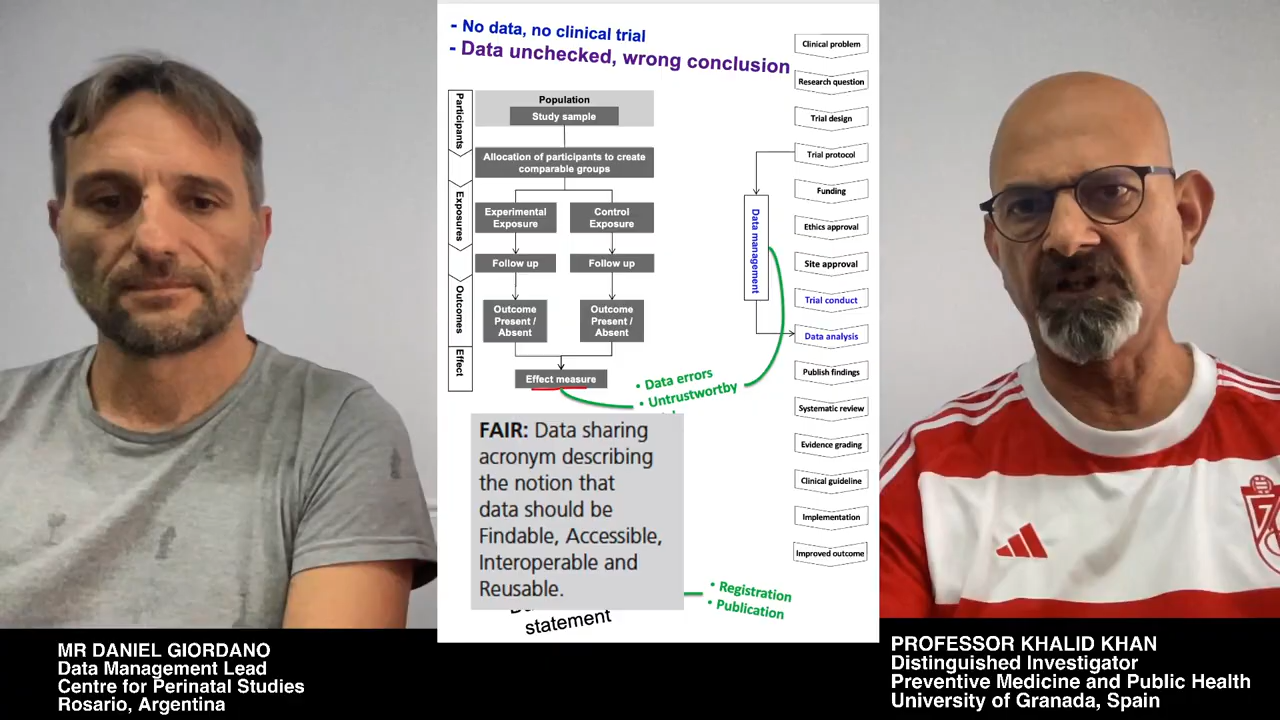 - No data, no clinical trial
- Data unchecked, wrong conclusion
Participants
Exposures
Outcomes
Effect
Population
Study sample
Allocation of participants to create
comparable groups
Experimental
Exposure
Control
Exposure
Follow up
Follow up
Outcome
Present /
Absent
Outcome
Present /
Absent
Effect measure
• Data errors
• Untrustworthy
Data management
Clinical problem
Research question
Trial design
Trial protocol
Funding
Ethics approval
Site approval
Trial conduct
Data analysis
Publish findings
Systematic review
Evidence grading
Clinical guideline
Implementation
Improved outcome
FAIR: Data sharing
acronym describing
the notion that
data should be
Findable, Accessible,
Interoperable and
Reusable.
statement
• Registration
• Publication
MR DANIEL GIORDANO
Data Management Lead
Centre for Perinatal Studies
Rosario, Argentina
PROFESSOR KHALID KHAN
Distinguished Investigator
Preventive Medicine and Public Health
University of Granada, Spain